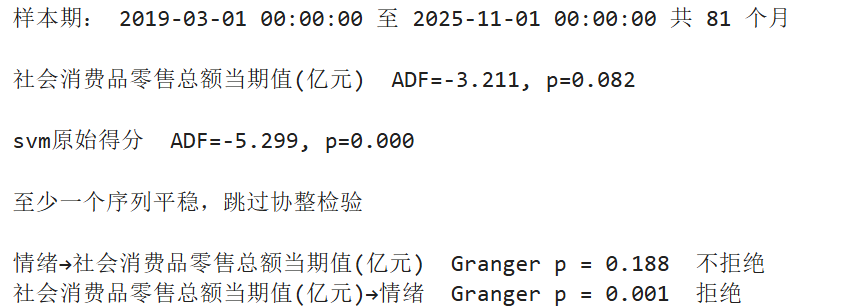 样本期： 2019-03-01 00:00:00 至 2025-11-01 00:00:00 共 81 个月
社会消费品零售总额当期值(亿元)  ADF=-3.211, p=0.082
svm原始得分  ADF=-5.299, p=0.000
至少一个序列平稳，跳过协整检验
情绪→社会消费品零售总额当期值(亿元)  Granger p = 0.188  不拒绝
社会消费品零售总额当期值(亿元)→情绪  Granger p = 0.001  拒绝